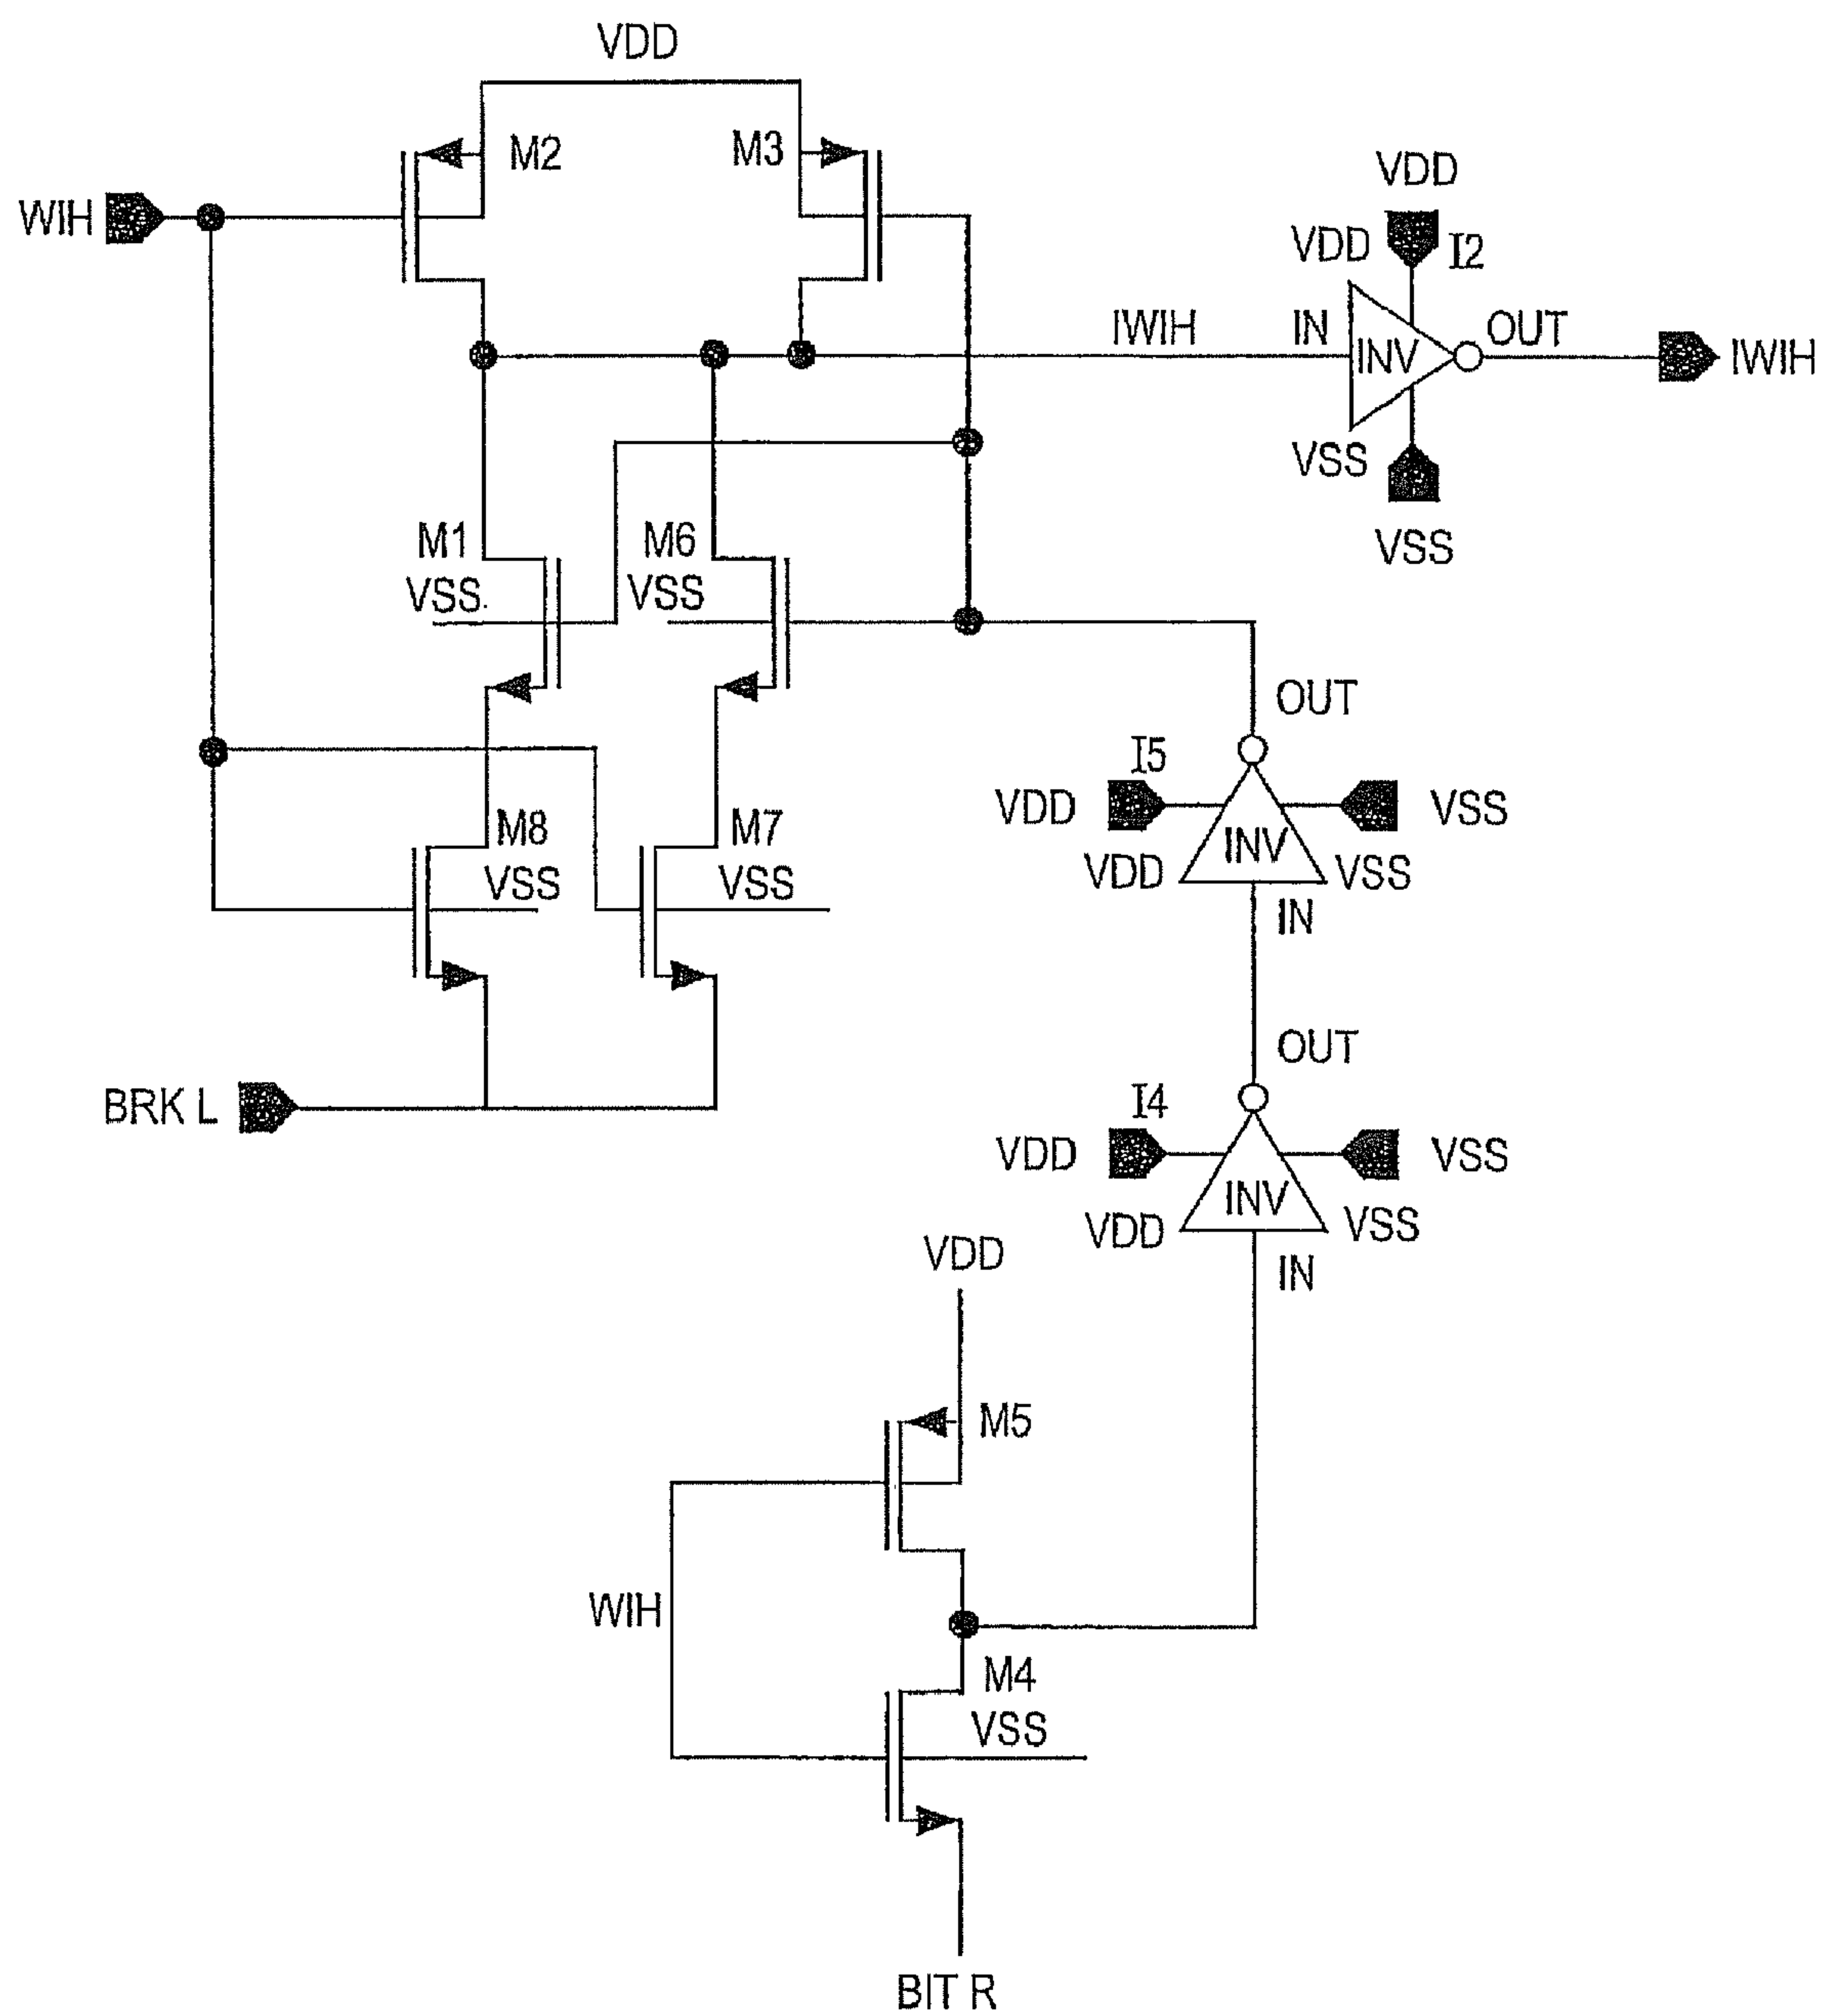 VDD
M2
M3
WIH
VDD
VDD
I2
IWIH
IN
INV
OUT
IWIH
VSS
VSS
M1
VSS
M6
VSS
OUT
I5
VDD
VSS
INV
VDD
VSS
IN
M8
VSS
M7
VSS
BRK L
OUT
I4
VDD
VSS
INV
VDD
VSS
IN
VDD
M5
WIH
M4
VSS
BIT R